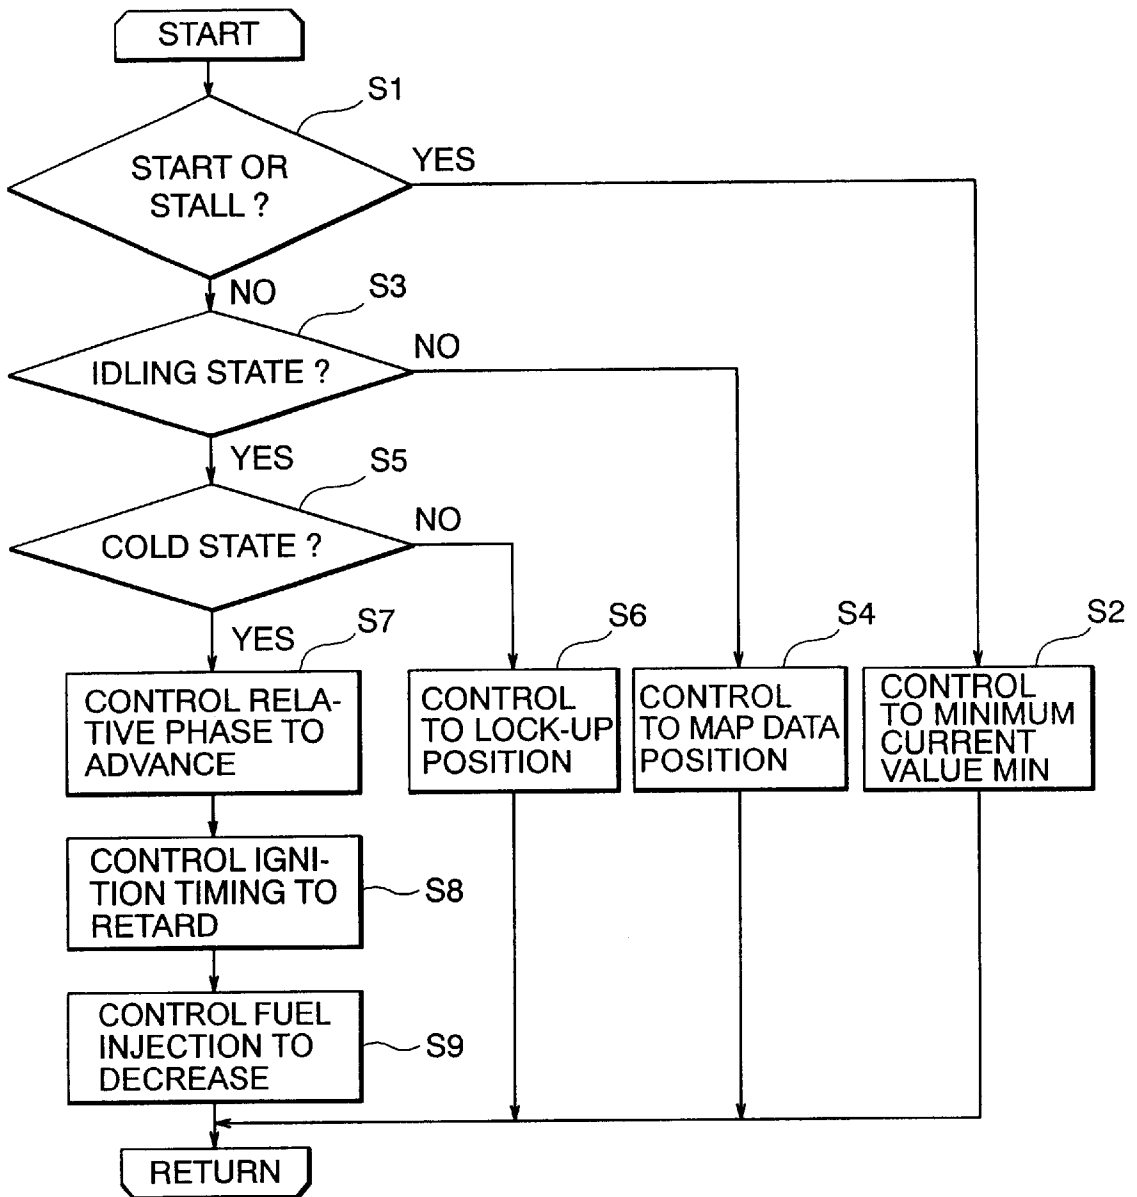 START
S1
START OR
STALL ?
YES
NO
S3
IDLING STATE ?
NO
YES
S5
COLD STATE ?
NO
YES
S7
CONTROL RELA-
TIVE PHASE TO
ADVANCE
S6
CONTROL
TO LOCK-UP
POSITION
S4
CONTROL
TO MAP DATA
POSITION
S2
CONTROL
TO MINIMUM
CURRENT
VALUE MIN
CONTROL IGNI-
TION TIMING TO
RETARD
S8
CONTROL FUEL
INJECTION TO
DECREASE
S9
RETURN